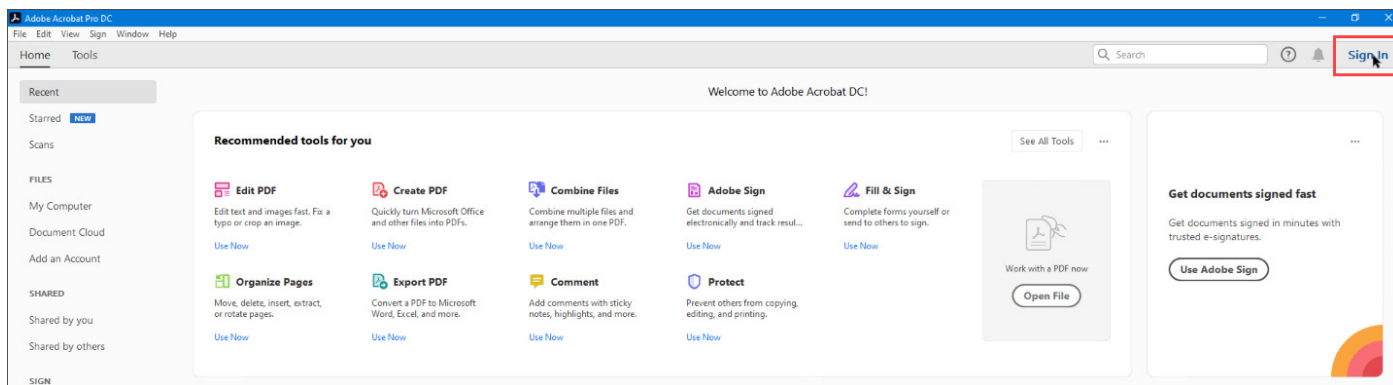 Adobe Acrobat Pro DC
File Edit View Sign Window Help
Home Tools
Search
Sign In
Recent
Starred NEW
Scans
FILES
My Computer
Document Cloud
Add an Account
SHARED
Shared by you
Shared by others
SIGN
Welcome to Adobe Acrobat DC!
Recommended tools for you
See All Tools
Edit PDF
Edit text and images fast. Fix a
typo or crop an image.
Use Now
Create PDF
Quickly turn Microsoft Office
and other files into PDFs.
Use Now
Combine Files
Combine multiple files and
arrange them in one PDF.
Use Now
Adobe Sign
Get documents signed
electronically and track resul...
Use Now
Fill & Sign
Complete forms yourself or
send to others to sign.
Use Now
Organize Pages
Move, delete, insert, extract,
or rotate pages.
Use Now
Export PDF
Convert a PDF to Microsoft
Word, Excel, and more.
Use Now
Comment
Add comments with sticky
notes, highlights, and more.
Use Now
Protect
Prevent others from copying,
editing, and printing.
Use Now
Work with a PDF now
Open File
Get documents signed fast
Get documents signed in minutes with
trusted e-signatures.
Use Adobe Sign